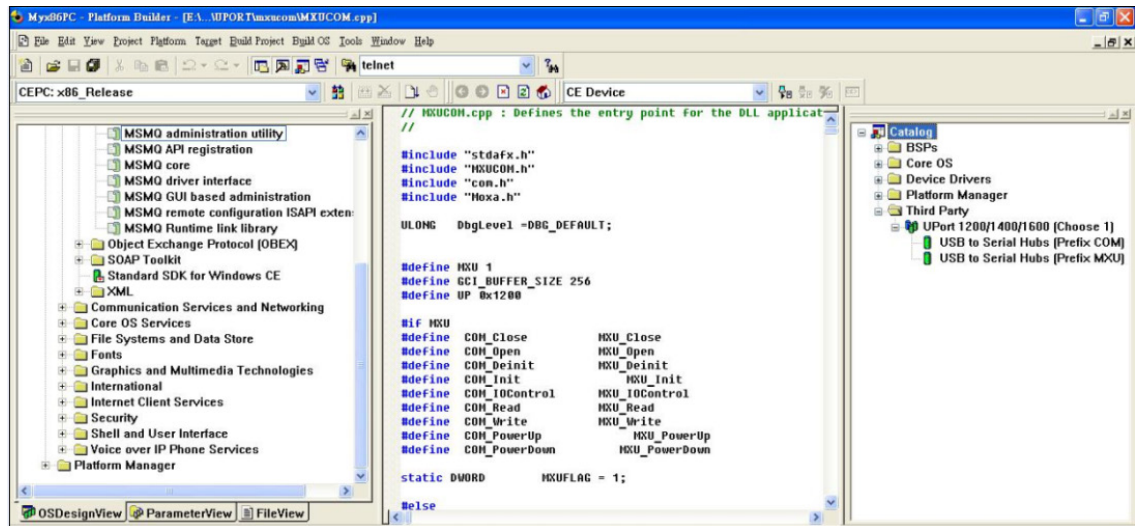 Myx86PC - Platform Builder - [E:\...\UPORT\mxucom\MXUCOM.cpp]
File Edit View Project Platform Target Build Project Build OS Tools Window Help
telnet
CEPC: x86_Release
CE Device
MSMQ administration utility
MSMQ API registration
MSMQ core
MSMQ driver interface
MSMQ GUI based administration
MSMQ remote configuration ISAPI exten
MSMQ Runtime link library
Object Exchange Protocol (OBEX)
SOAP Toolkit
Standard SDK for Windows CE
XML
Communication Services and Networking
Core OS Services
File Systems and Data Store
Fonts
Graphics and Multimedia Technologies
International
Internet Client Services
Security
Shell and User Interface
Voice over IP Phone Services
Platform Manager
OSDesignView ParameterView FileView
// MXUCOM.cpp : Defines the entry point for the DLL applicat
//
#include "stdafx.h"
#include "MXUCOM.h"
#include "com.h"
#include "Moxa.h"
ULONG DbgLevel =DBG_DEFAULT;
#define MXU 1
#define GCI_BUFFER_SIZE 256
#define UP 0x1200
#if MXU
#define COM_Close MXU_Close
#define COM_Open MXU_Open
#define COM_Deinit MXU_Deinit
#define COM_Init MXU_Init
#define COM_IOControl MXU_IOControl
#define COM_Read MXU_Read
#define COM_Write MXU_Write
#define COM_PowerUp MXU_PowerUp
#define COM_PowerDown MXU_PowerDown
static DWORD MXUFLAG = 1;
#else
Catalog
BSPs
Core OS
Device Drivers
Platform Manager
Third Party
UPort 1200/1400/1600 (Choose 1)
USB to Serial Hubs (Prefix COM)
USB to Serial Hubs (Prefix MXU)